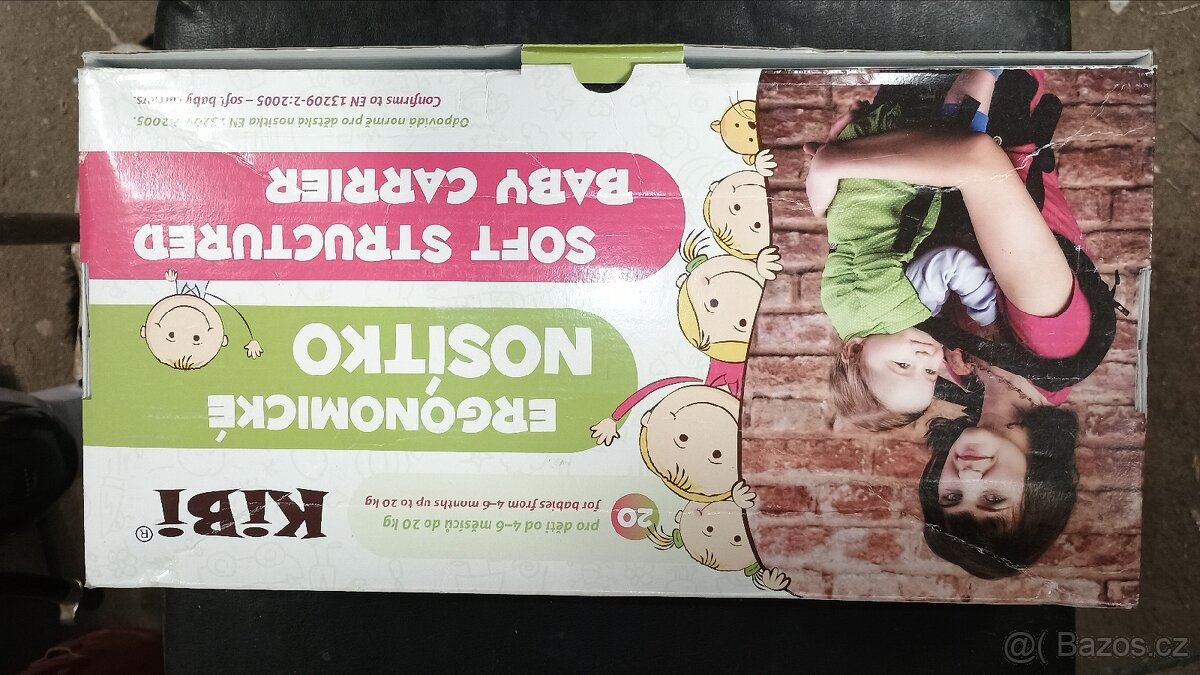 KiBi®
20
pro děti od 4–6 měsíců do 20 kg
for babies from 4–6 months up to 20 kg
ERGONOMICKÉ
NOSÍTKO
SOFT STRUCTURED
BABY CARRIER
Odpovídá normě pro dětská nosítka EN 13209-2:2005.
Confirms to EN 13209-2:2005 – soft baby carriers.
@( Bazos.cz